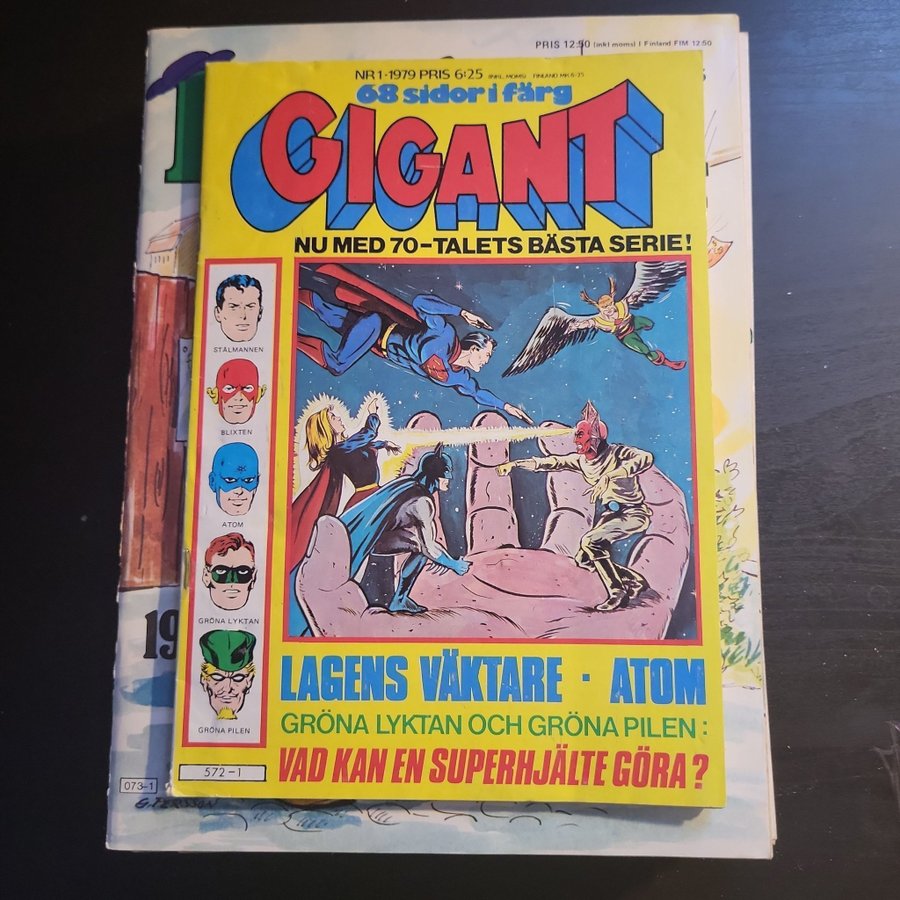 PRIS 12:50 (inkl moms) | Finland FIM 12:50
NR 1 · 1979 PRIS 6:25 (INKL. MOMS) FINLAND MK 6-25
68 sidor i färg
GIGANT
NU MED 70-TALETS BÄSTA SERIE!
STÅLMANNEN
BLIXTEN
ATOM
GRÖNA LYKTAN
GRÖNA PILEN
LAGENS VÄKTARE · ATOM
GRÖNA LYKTAN OCH GRÖNA PILEN:
VAD KAN EN SUPERHJÄLTE GÖRA?
572-1
19
073-1
G. PERSSON